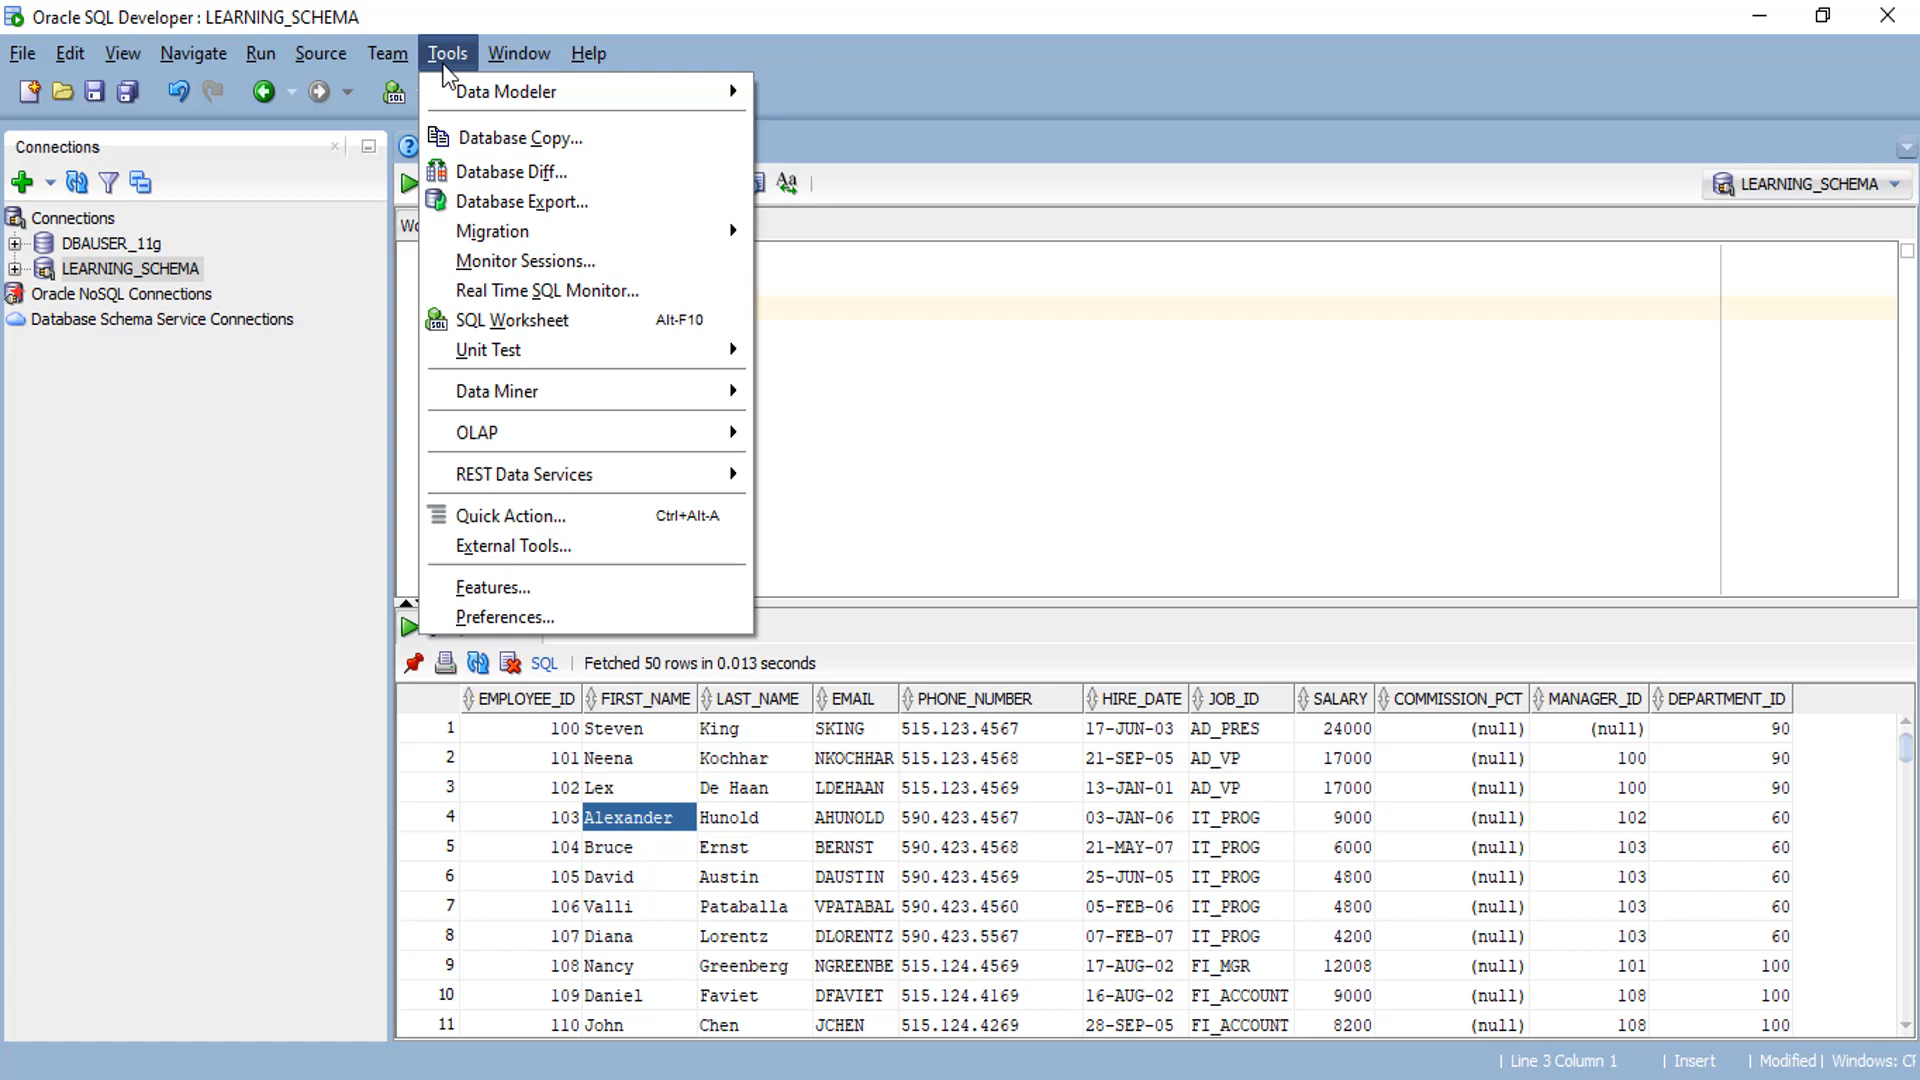 Oracle SQL Developer : LEARNING_SCHEMA
File Edit View Navigate Run Source Team Tools Window Help
SQL
Data Modeler
Database Copy...
Database Diff...
Database Export...
Migration
Monitor Sessions...
Real Time SQL Monitor...
SQL Worksheet Alt-F10
Unit Test
Data Miner
OLAP
REST Data Services
Quick Action... Ctrl+Alt-A
External Tools...
Features...
Preferences...
Connections
Connections
DBAUSER_11g
LEARNING_SCHEMA
Oracle NoSQL Connections
Database Schema Service Connections
Aa
LEARNING_SCHEMA
SQL Fetched 50 rows in 0.013 seconds
EMPLOYEE_ID FIRST_NAME LAST_NAME EMAIL PHONE_NUMBER HIRE_DATE JOB_ID SALARY COMMISSION_PCT MANAGER_ID DEPARTMENT_ID
1 100 Steven King SKING 515.123.4567 17-JUN-03 AD_PRES 24000 (null) (null) 90
2 101 Neena Kochhar NKOCHHAR 515.123.4568 21-SEP-05 AD_VP 17000 (null) 100 90
3 102 Lex De Haan LDEHAAN 515.123.4569 13-JAN-01 AD_VP 17000 (null) 100 90
4 103 Alexander Hunold AHUNOLD 590.423.4567 03-JAN-06 IT_PROG 9000 (null) 102 60
5 104 Bruce Ernst BERNST 590.423.4568 21-MAY-07 IT_PROG 6000 (null) 103 60
6 105 David Austin DAUSTIN 590.423.4569 25-JUN-05 IT_PROG 4800 (null) 103 60
7 106 Valli Pataballa VPATABAL 590.423.4560 05-FEB-06 IT_PROG 4800 (null) 103 60
8 107 Diana Lorentz DLORENTZ 590.423.5567 07-FEB-07 IT_PROG 4200 (null) 103 60
9 108 Nancy Greenberg NGREENBE 515.124.4569 17-AUG-02 FI_MGR 12008 (null) 101 100
10 109 Daniel Faviet DFAVIET 515.124.4169 16-AUG-02 FI_ACCOUNT 9000 (null) 108 100
11 110 John Chen JCHEN 515.124.4269 28-SEP-05 FI_ACCOUNT 8200 (null) 108 100
Line 3 Column 1 | Insert | Modified | Windows: